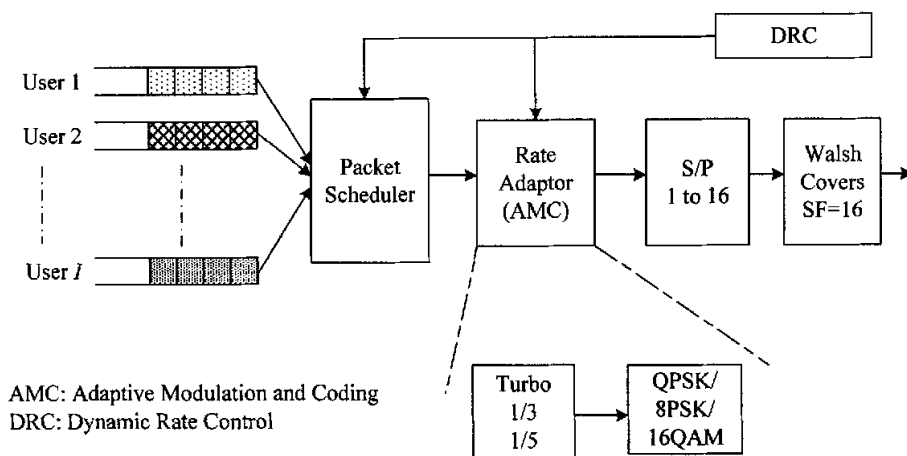 DRC
User 1
User 2
User I
Packet
Scheduler
Rate
Adaptor
(AMC)
S/P
1 to 16
Walsh
Covers
SF=16
AMC: Adaptive Modulation and Coding
DRC: Dynamic Rate Control
Turbo
1/3
1/5
QPSK/
8PSK/
16QAM